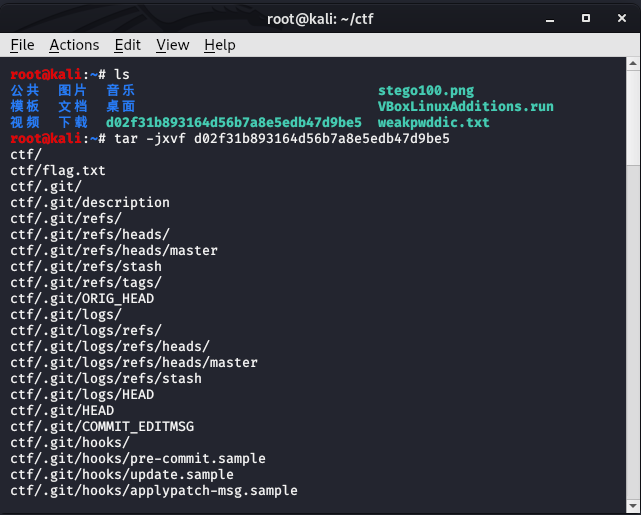 root@kali: ~/ctf
File Actions Edit View Help
root@kali:~# ls
公共 图片 音乐 stego100.png
模板 文档 桌面 VBoxLinuxAdditions.run
视频 下载 d02f31b893164d56b7a8e5edb47d9be5 weakpwddic.txt
root@kali:~# tar -jxvf d02f31b893164d56b7a8e5edb47d9be5
ctf/
ctf/flag.txt
ctf/.git/
ctf/.git/description
ctf/.git/refs/
ctf/.git/refs/heads/
ctf/.git/refs/heads/master
ctf/.git/refs/stash
ctf/.git/refs/tags/
ctf/.git/ORIG_HEAD
ctf/.git/logs/
ctf/.git/logs/refs/
ctf/.git/logs/refs/heads/
ctf/.git/logs/refs/heads/master
ctf/.git/logs/refs/stash
ctf/.git/logs/HEAD
ctf/.git/HEAD
ctf/.git/COMMIT_EDITMSG
ctf/.git/hooks/
ctf/.git/hooks/pre-commit.sample
ctf/.git/hooks/update.sample
ctf/.git/hooks/applypatch-msg.sample